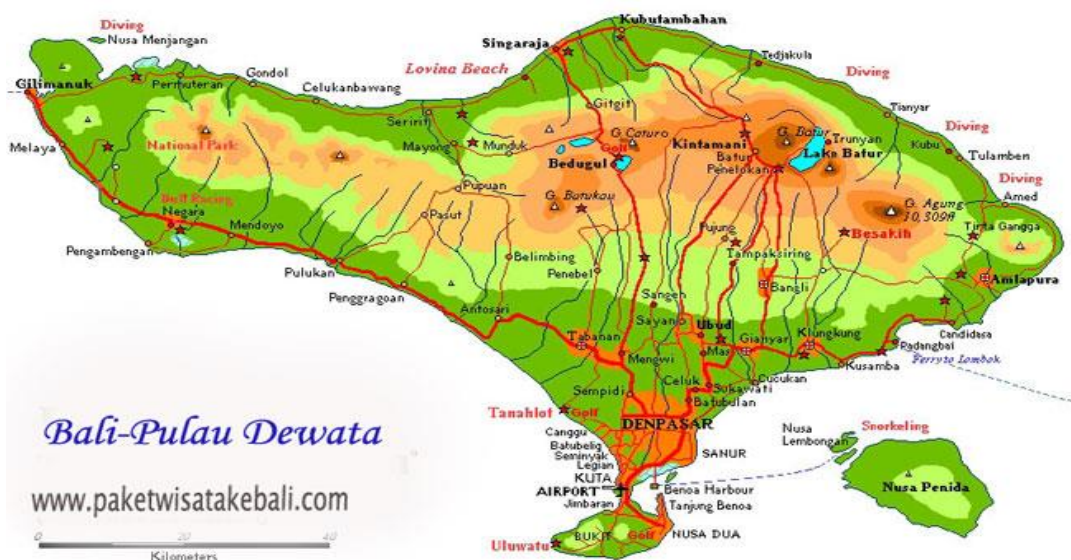 Kubutambahan
Diving
Nusa Menjangan
Singaraja
Tedjakula
Lovina Beach
Diving
Gilimanuk
Permuteran
Gondol
Celukanbawang
Gitgit
Tianyar
Seririt
G. Caturo
G. Batur
Trunyan
Diving
Melaya
National Park
Mayong
Munduk
Golf
Kintamani
Kubu
Tulamben
Bedugul
Batur
Lake Batur
Penelokan
Diving
Pupuan
Bull Racing
G. Batukau
G. Agung
10,309ft
Amed
Negara
Mendoyo
Pasut
Pujung
Besakih
Tirta Gangga
Pengambengan
Belimbing
Tampaksiring
Pulukan
Penebel
Bangli
Amlapura
Penggragoan
Sangeh
Antosari
Sayan
Ubud
Klungkung
Candidasa
Tabanan
Gianyar
Padangbai
Mengwi
Mas
Ferry to Lombok
Kusamba
Sempidi
Celuk
Sukawati
Cucukan
Batubulan
Tanahlot
Golf
DENPASAR
Bali-Pulau Dewata
Canggu
Batubelig
Seminyak
Legian
SANUR
Nusa
Lembongan
Snorkeling
KUTA
AIRPORT
Benoa Harbour
Nusa Penida
www.paketwisatakebali.com
Jimbaran
Tanjung Benoa
0 20 40
Kilometers
Uluwatu
BUKIT
Golf
NUSA DUA